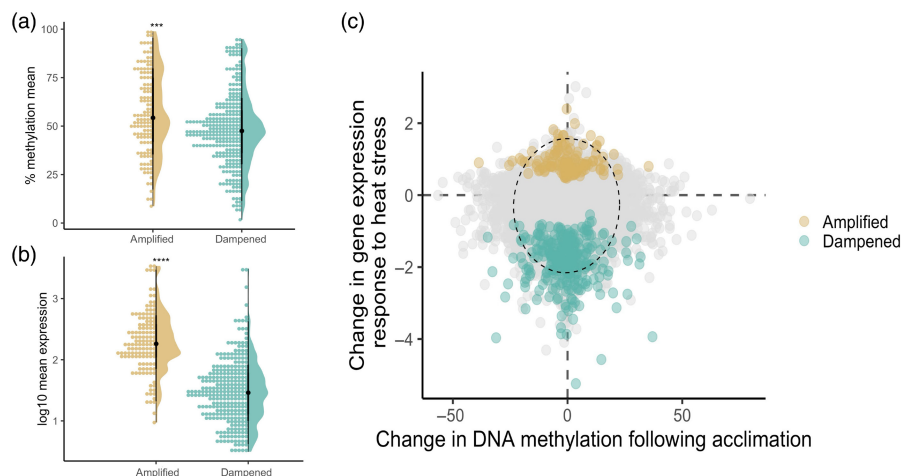 (a)
***
100
75
50
25
0
% methylation mean
Amplified
Dampened
(b)
****
3
2
1
log10 mean expression
Amplified
Dampened
(c)
Change in gene expression
response to heat stress
2
0
−2
−4
−50
0
50
Change in DNA methylation following acclimation
Amplified
Dampened